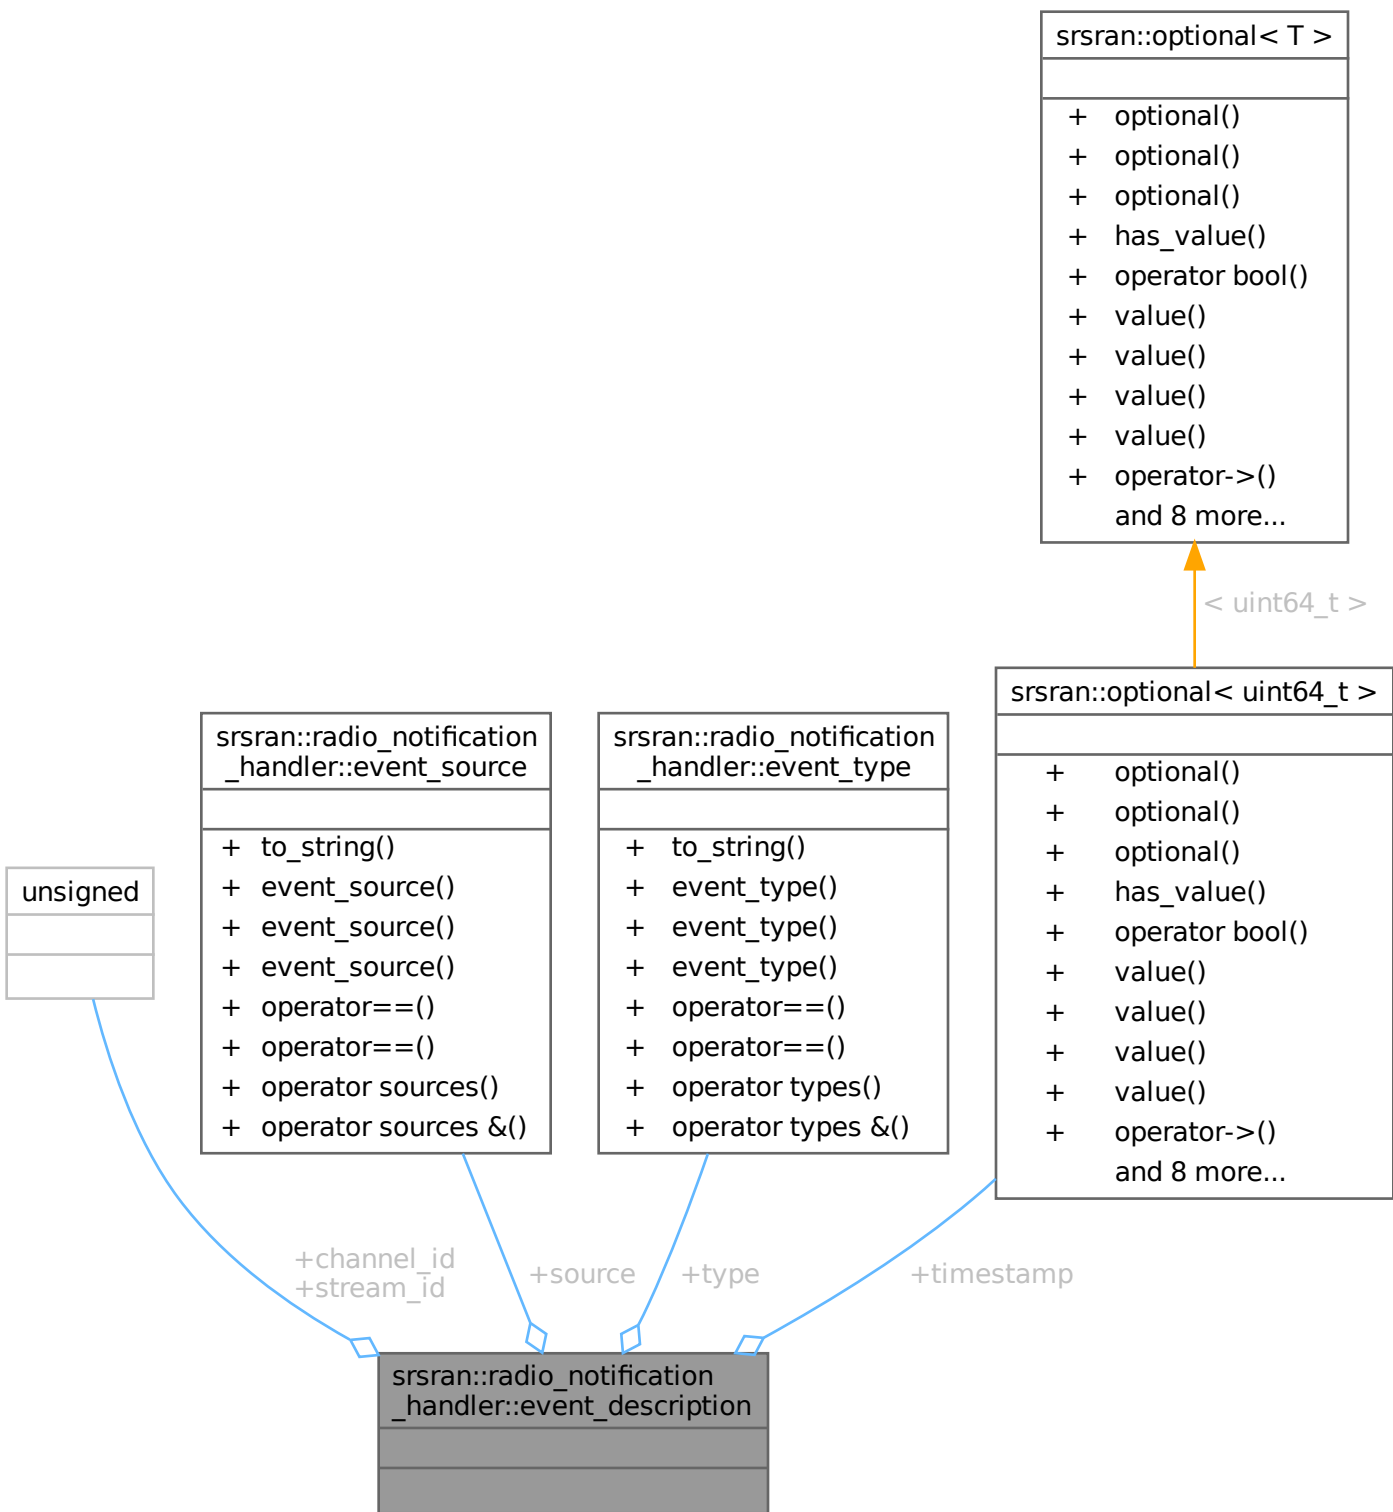 srsran::optional< T >
+ optional()
+ optional()
+ optional()
+ has_value()
+ operator bool()
+ value()
+ value()
+ value()
+ value()
+ operator->()
and 8 more...
< uint64_t >
srsran::optional< uint64_t >
+ optional()
+ optional()
+ optional()
+ has_value()
+ operator bool()
+ value()
+ value()
+ value()
+ value()
+ operator->()
and 8 more...
srsran::radio_notification
_handler::event_source
+ to_string()
+ event_source()
+ event_source()
+ event_source()
+ operator==()
+ operator==()
+ operator sources()
+ operator sources &()
srsran::radio_notification
_handler::event_type
+ to_string()
+ event_type()
+ event_type()
+ event_type()
+ operator==()
+ operator==()
+ operator types()
+ operator types &()
unsigned
+channel_id
+stream_id
+source
+type
+timestamp
srsran::radio_notification
_handler::event_description